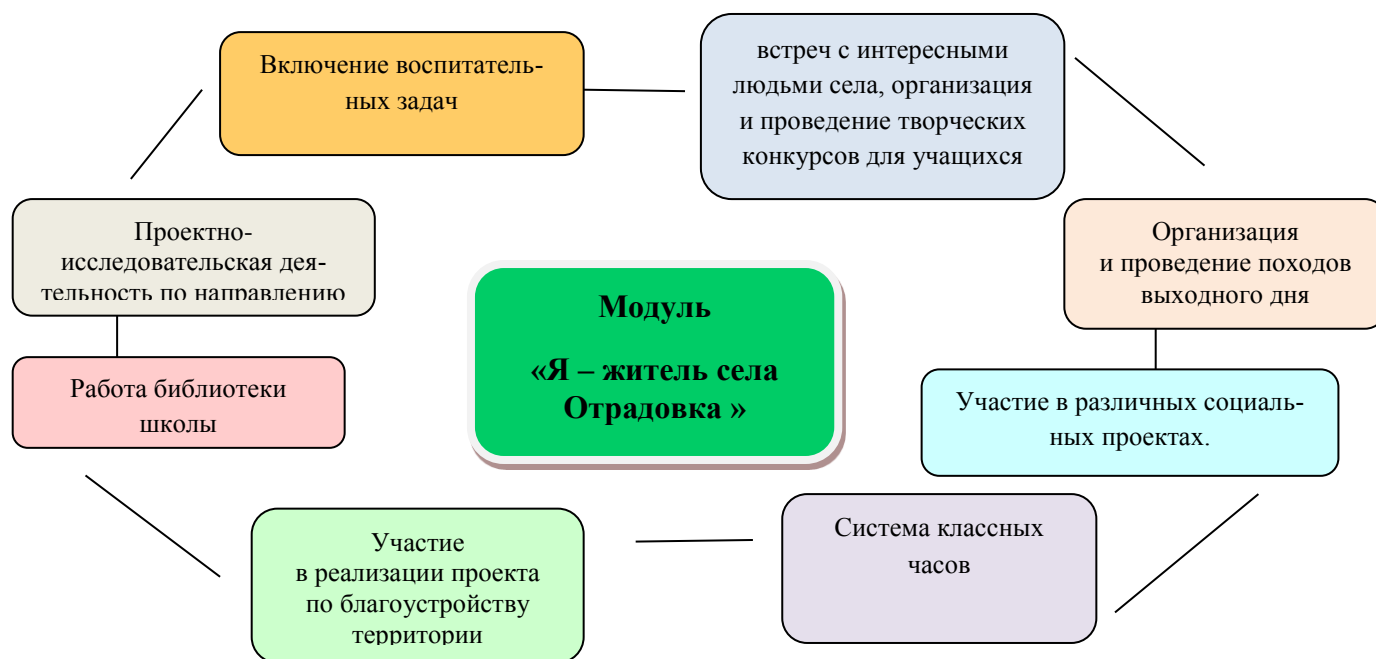 Включение воспитатель-
ных задач
встреч с интересными
людьми села, организация
и проведение творческих
конкурсов для учащихся
Проектно-
исследовательская дея-
тельность по направлению
Организация
и проведение походов
выходного дня
Модуль
«Я – житель села
Отрадовка »
Работа библиотеки
школы
Участие в различных социаль-
ных проектах.
Участие
в реализации проекта
по благоустройству
территории
Система классных
часов